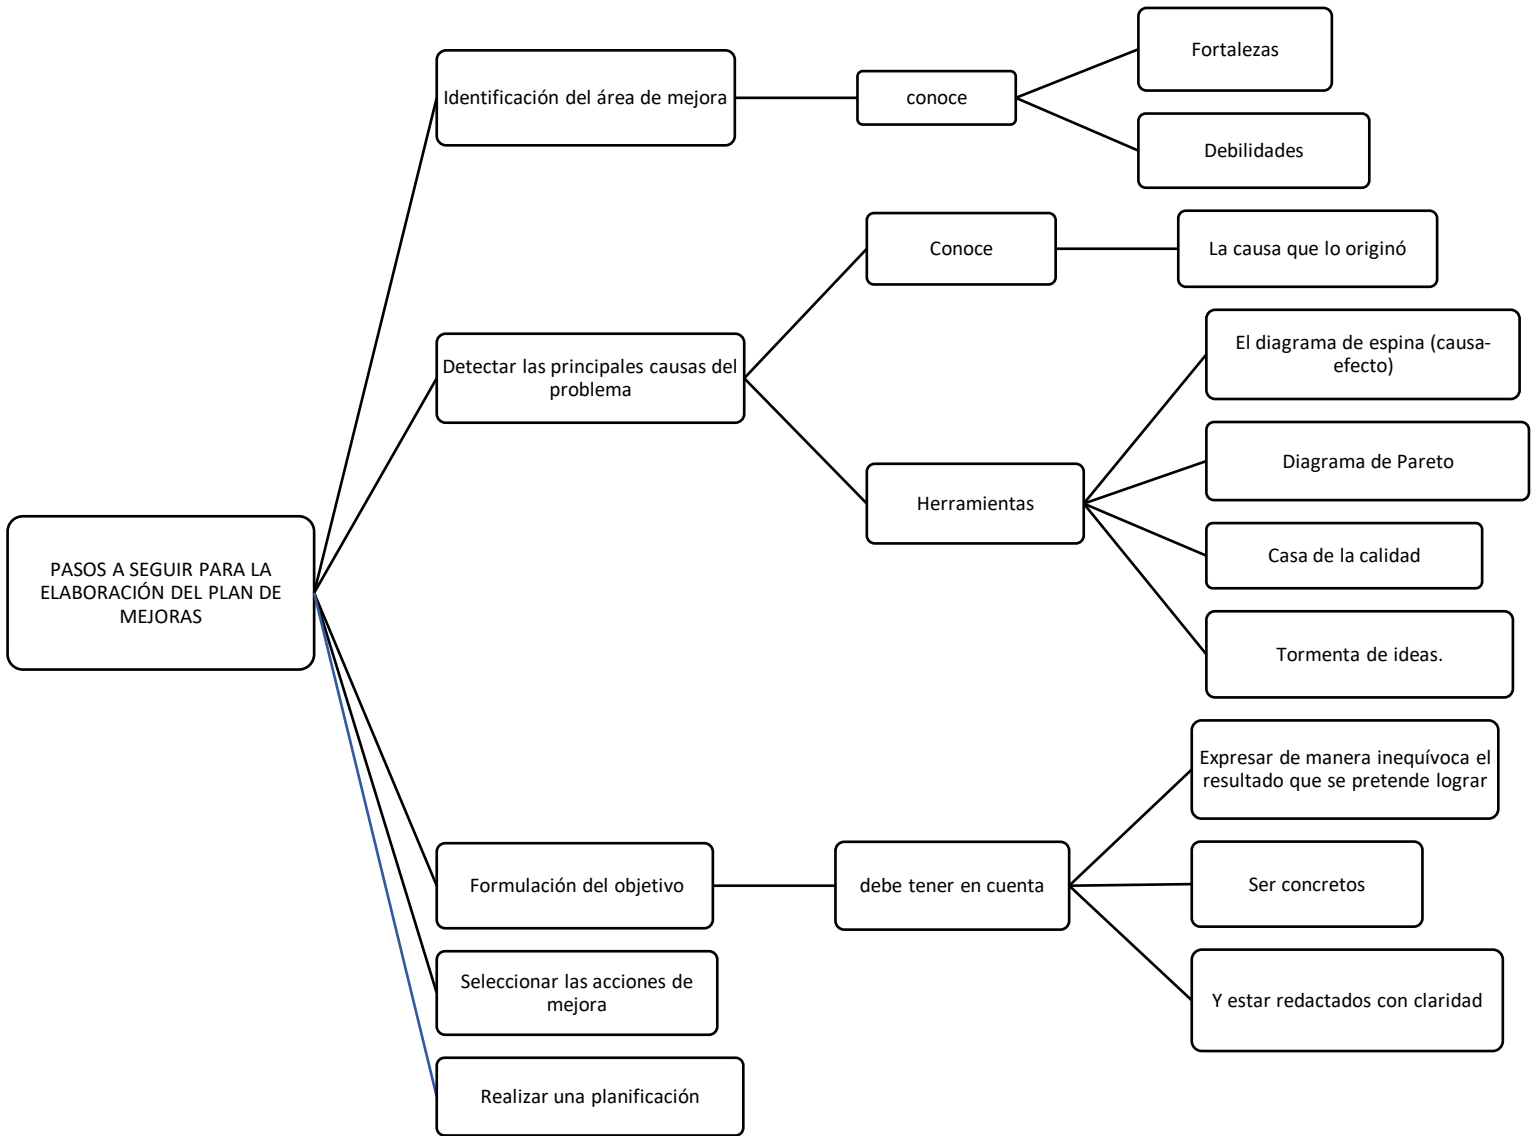 PASOS A SEGUIR PARA LA
ELABORACIÓN DEL PLAN DE
MEJORAS
Identificación del área de mejora
conoce
Fortalezas
Debilidades
Detectar las principales causas del
problema
Conoce
La causa que lo originó
Herramientas
El diagrama de espina (causa-
efecto)
Diagrama de Pareto
Casa de la calidad
Tormenta de ideas.
Formulación del objetivo
debe tener en cuenta
Expresar de manera inequívoca el
resultado que se pretende lograr
Ser concretos
Y estar redactados con claridad
Seleccionar las acciones de
mejora
Realizar una planificación